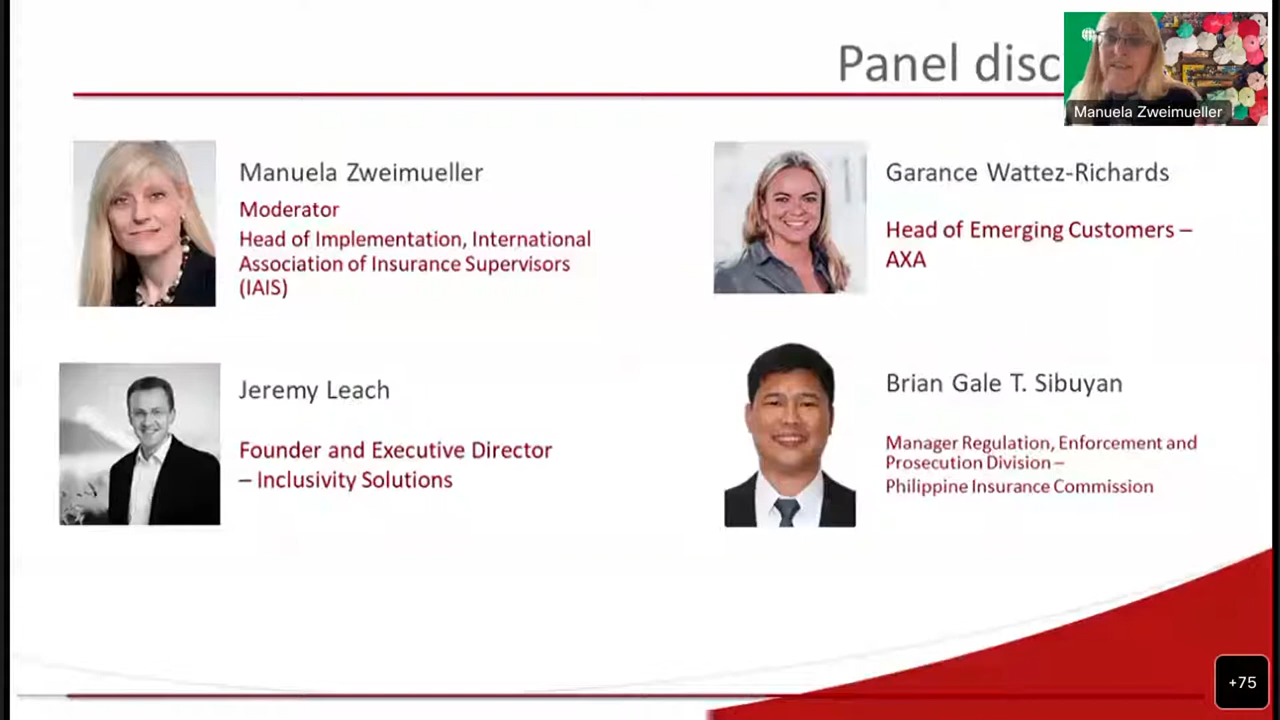 Panel disc
Manuela Zweimueller
Manuela Zweimueller
Moderator
Head of Implementation, International
Association of Insurance Supervisors
(IAIS)
Garance Wattez-Richards
Head of Emerging Customers –
AXA
Jeremy Leach
Founder and Executive Director
– Inclusivity Solutions
Brian Gale T. Sibuyan
Manager Regulation, Enforcement and
Prosecution Division –
Philippine Insurance Commission
+75